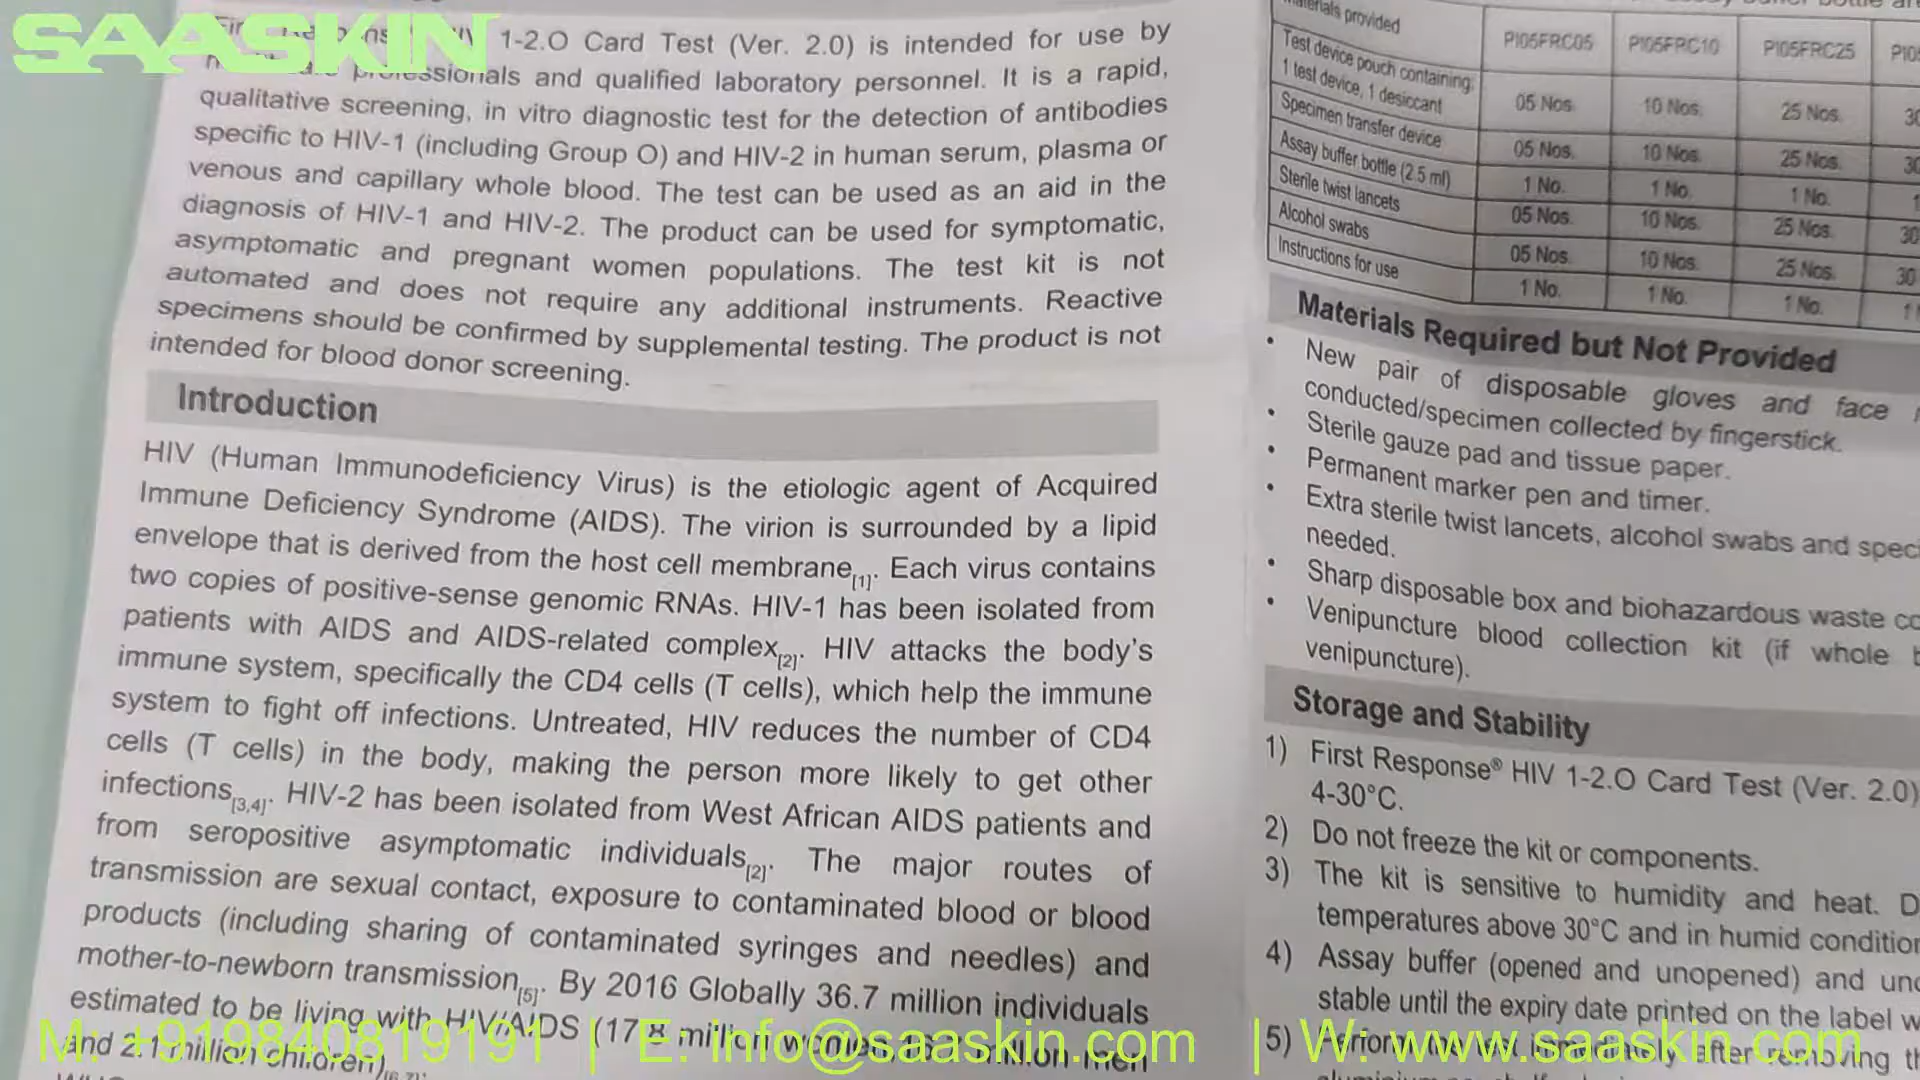 SAASKIN
1-2.O Card Test (Ver. 2.0) is intended for use by
professionals and qualified laboratory personnel. It is a rapid,
qualitative screening, in vitro diagnostic test for the detection of antibodies
specific to HIV-1 (including Group O) and HIV-2 in human serum, plasma or
venous and capillary whole blood. The test can be used as an aid in the
diagnosis of HIV-1 and HIV-2. The product can be used for symptomatic,
asymptomatic and pregnant women populations. The test kit is not
automated and does not require any additional instruments. Reactive
specimens should be confirmed by supplemental testing. The product is not
intended for blood donor screening.
Introduction
HIV (Human Immunodeficiency Virus) is the etiologic agent of Acquired
Immune Deficiency Syndrome (AIDS). The virion is surrounded by a lipid
envelope that is derived from the host cell membrane[1]. Each virus contains
two copies of positive-sense genomic RNAs. HIV-1 has been isolated from
patients with AIDS and AIDS-related complex[2]. HIV attacks the body's
immune system, specifically the CD4 cells (T cells), which help the immune
system to fight off infections. Untreated, HIV reduces the number of CD4
cells (T cells) in the body, making the person more likely to get other
infections[3,4]. HIV-2 has been isolated from West African AIDS patients and
from seropositive asymptomatic individuals[2]. The major routes of
transmission are sexual contact, exposure to contaminated blood or blood
products (including sharing of contaminated syringes and needles) and
mother-to-newborn transmission[5]. By 2016 Globally 36.7 million individuals
estimated to be living with HIV/AIDS (17.8 million women,
and 2.1 million children)[6,7].
Materials provided PI05FRC05 PI05FRC10 PI05FRC25
Test device pouch containing:
1 test device, 1 desiccant 05 Nos. 10 Nos. 25 Nos. 30
Specimen transfer device 05 Nos. 10 Nos. 25 Nos. 30
Assay buffer bottle (2.5 ml) 1 No. 1 No. 1 No. 1
Sterile twist lancets 05 Nos. 10 Nos. 25 Nos. 30
Alcohol swabs 05 Nos. 10 Nos. 25 Nos. 30
Instructions for use 1 No. 1 No. 1 No.
Materials Required but Not Provided
• New pair of disposable gloves and face
conducted/specimen collected by fingerstick.
• Sterile gauze pad and tissue paper.
• Permanent marker pen and timer.
• Extra sterile twist lancets, alcohol swabs and
needed.
• Sharp disposable box and biohazardous waste
• Venipuncture blood collection kit (if whole
venipuncture).
Storage and Stability
1) First Response® HIV 1-2.O Card Test (Ver. 2.0)
4-30°C.
2) Do not freeze the kit or components.
3) The kit is sensitive to humidity and heat.
temperatures above 30°C and in humid
4) Assay buffer (opened and unopened) and
stable until the expiry date printed on the label
5) after removing
M: +919840819191 | E: info@saaskin.com | W: www.saaskin.com